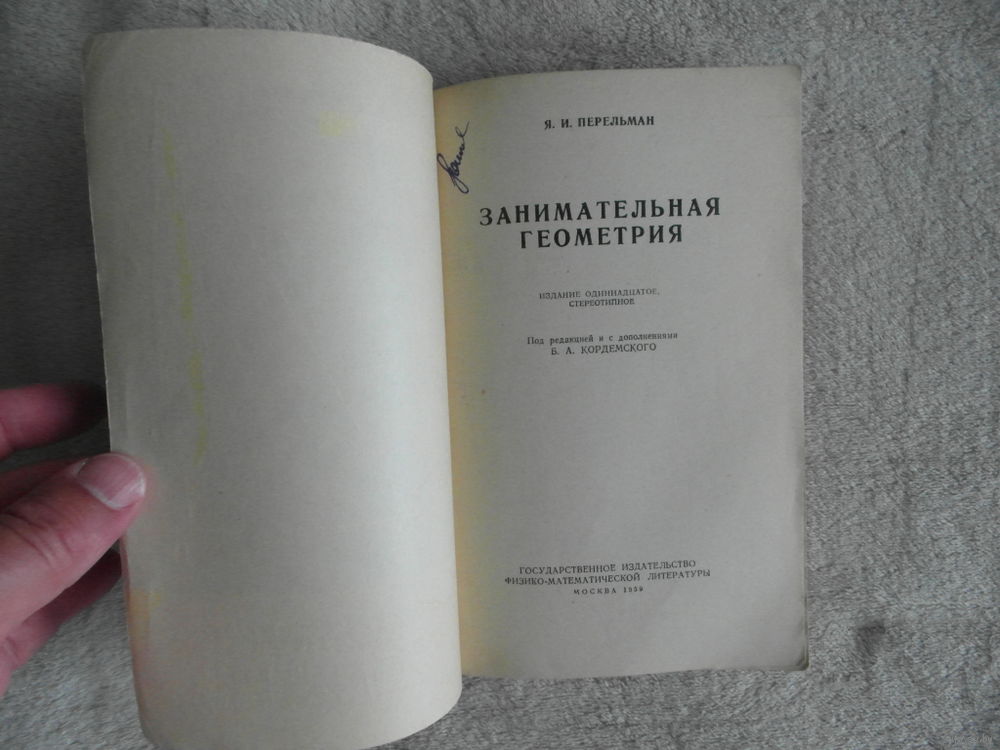 Я. И. ПЕРЕЛЬМАН
ЗАНИМАТЕЛЬНАЯ
ГЕОМЕТРИЯ
ИЗДАНИЕ ОДИННАДЦАТОЕ,
СТЕРЕОТИПНОЕ
Под редакцией и с дополнениями
Б. А. КОРДЕМСКОГО
ГОСУДАРСТВЕННОЕ ИЗДАТЕЛЬСТВО
ФИЗИКО-МАТЕМАТИЧЕСКОЙ ЛИТЕРАТУРЫ
МОСКВА 1959